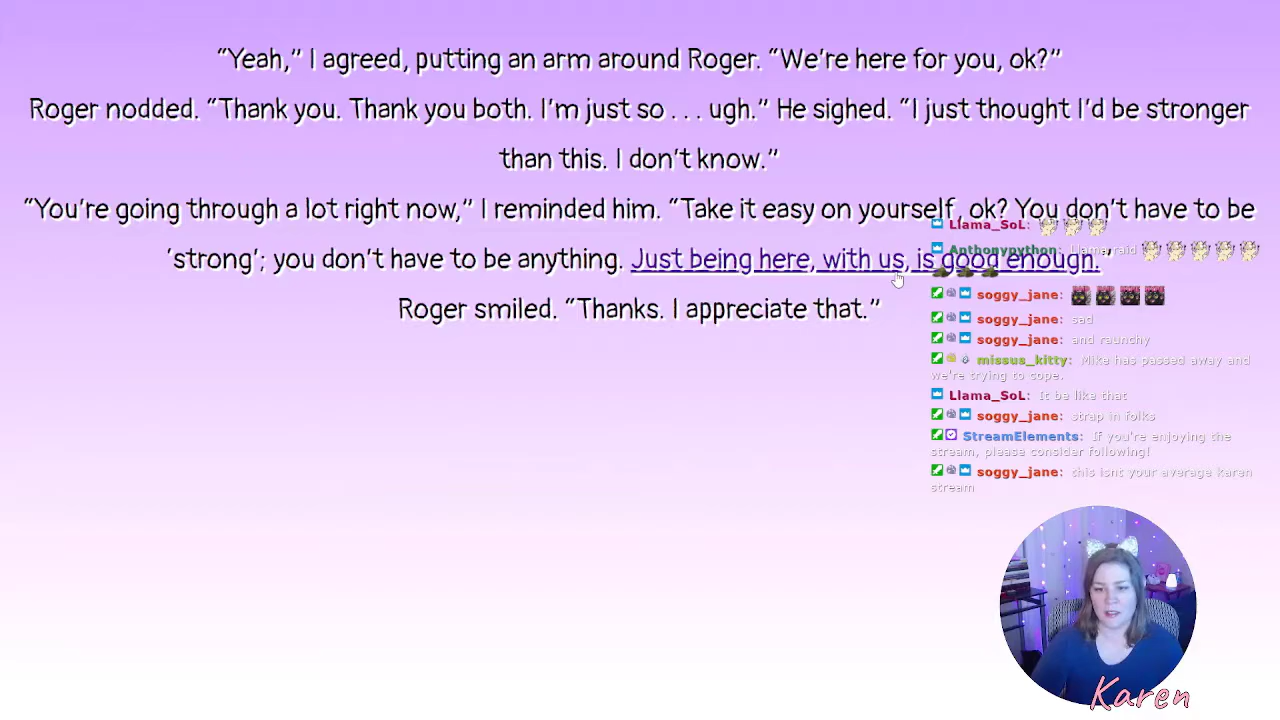 “Yeah,” I agreed, putting an arm around Roger. “We’re here for you, ok?”
Roger nodded. “Thank you. Thank you both. I’m just so . . . ugh.” He sighed. “I just thought I’d be stronger
than this. I don’t know.”
“You’re going through a lot right now,” I reminded him. “Take it easy on yourself, ok? You don’t have to be
‘strong’; you don’t have to be anything. Just being here, with us, is good enough.”
Roger smiled. “Thanks. I appreciate that.”
Llama_SoL:
Anthonypython: Llama raid
soggy_jane:
soggy_jane: sad
soggy_jane: and raunchy
missus_kitty: Mike has passed away and
we're trying to cope.
Llama_SoL: It be like that
soggy_jane: strap in folks
StreamElements: If you're enjoying the
stream, please consider following!
soggy_jane: this isnt your average karen
stream
Karen